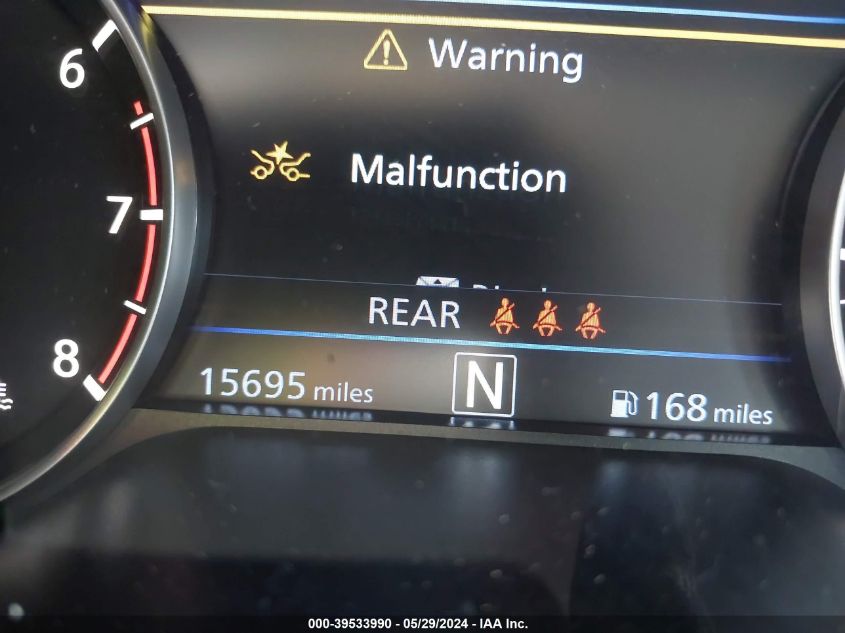 6
Warning
Malfunction
7
REAR
8
15695 miles
N
168 miles
000-39533990 - 05/29/2024 - IAA Inc.